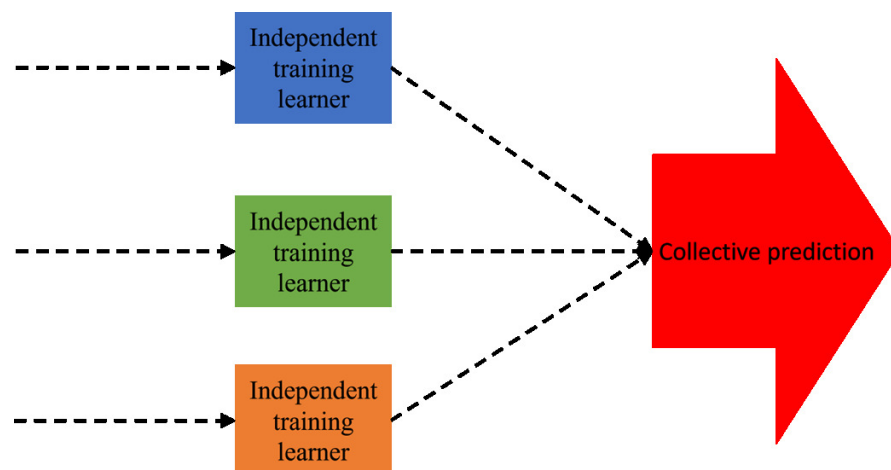 Independent
training
learner
Independent
training
learner
Collective prediction
Independent
training
learner